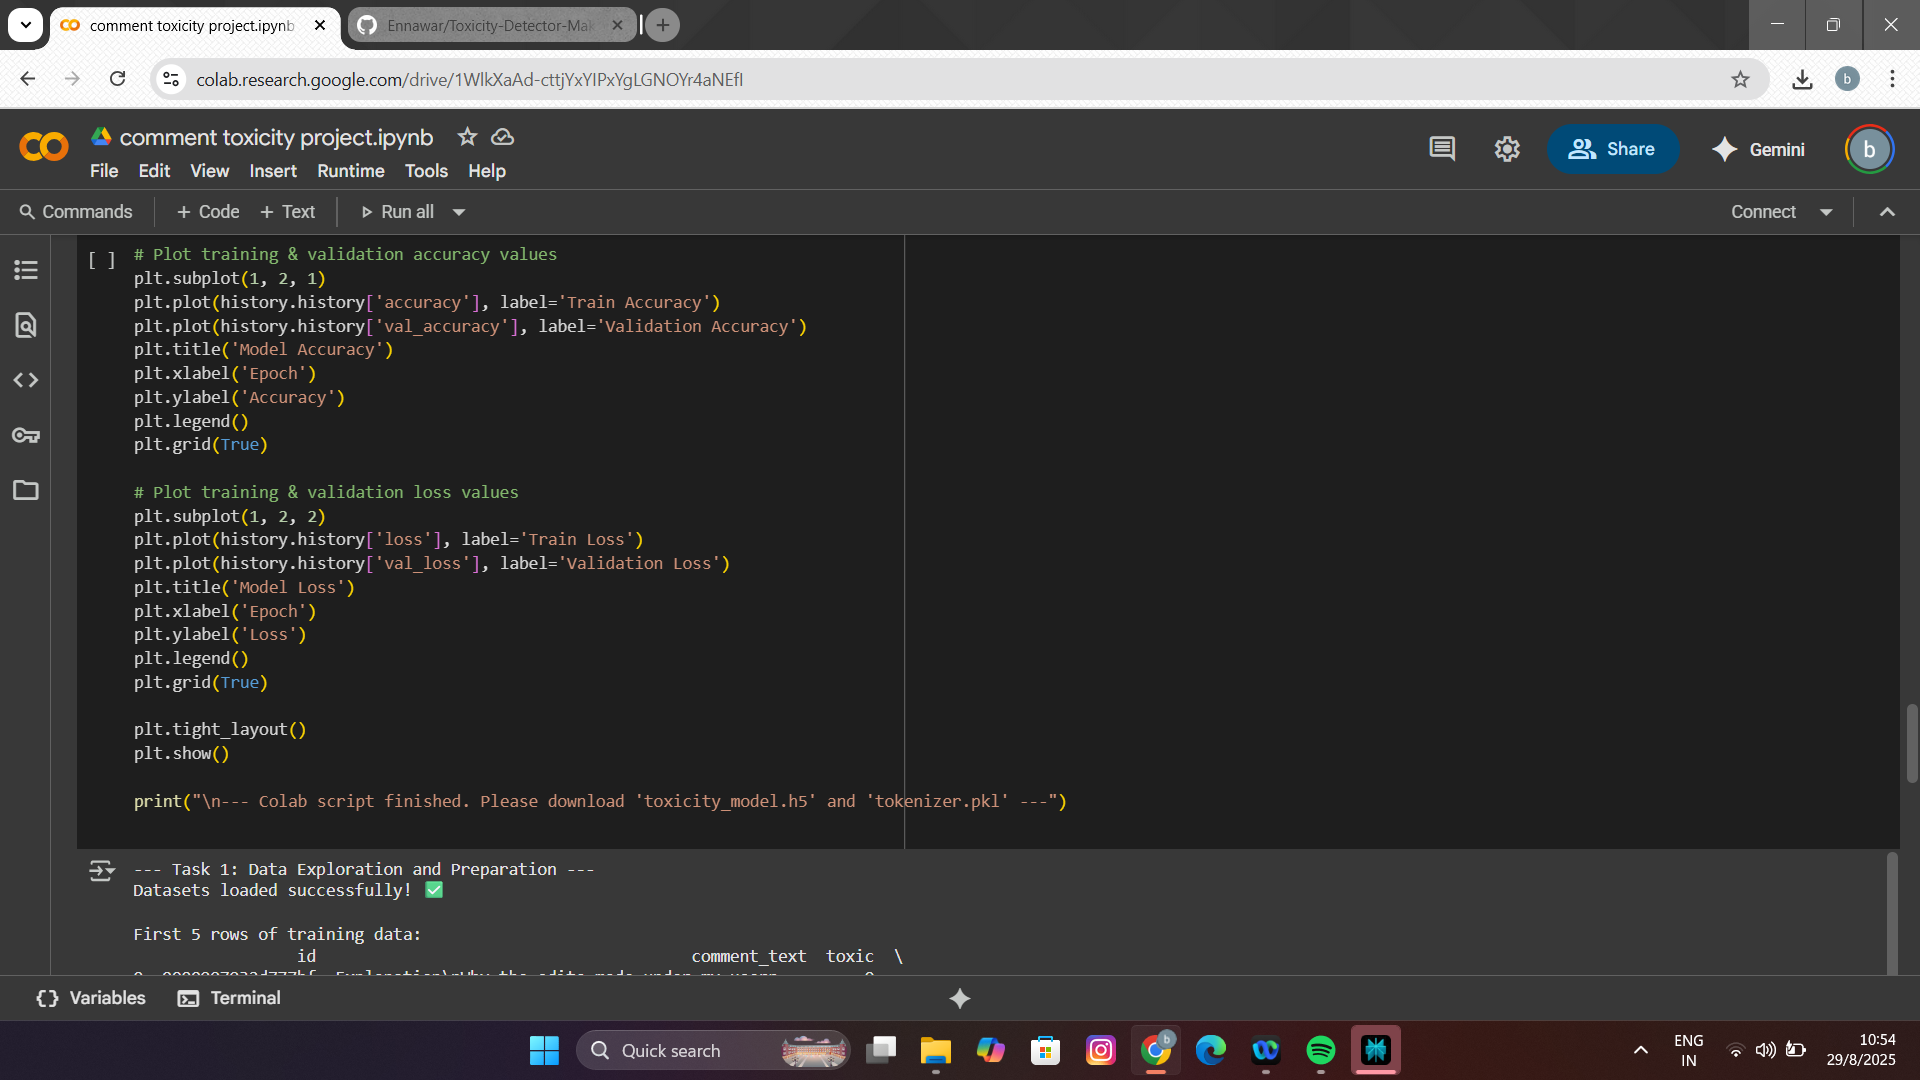 comment toxicity project.ipynb
Ennawar/Toxicity-Detector-Mak
colab.research.google.com/drive/1WlkXaAd-cttjYxYIPxYgLGNOYr4aNEfI
b
comment toxicity project.ipynb
File Edit View Insert Runtime Tools Help
Share
Gemini
b
Commands
+ Code + Text
Run all
Connect
[ ]
# Plot training & validation accuracy values
plt.subplot(1, 2, 1)
plt.plot(history.history['accuracy'], label='Train Accuracy')
plt.plot(history.history['val_accuracy'], label='Validation Accuracy')
plt.title('Model Accuracy')
plt.xlabel('Epoch')
plt.ylabel('Accuracy')
plt.legend()
plt.grid(True)
# Plot training & validation loss values
plt.subplot(1, 2, 2)
plt.plot(history.history['loss'], label='Train Loss')
plt.plot(history.history['val_loss'], label='Validation Loss')
plt.title('Model Loss')
plt.xlabel('Epoch')
plt.ylabel('Loss')
plt.legend()
plt.grid(True)
plt.tight_layout()
plt.show()
print("\n--- Colab script finished. Please download 'toxicity_model.h5' and 'tokenizer.pkl' ---")
--- Task 1: Data Exploration and Preparation ---
Datasets loaded successfully! ✅
First 5 rows of training data:
id comment_text toxic \
Variables
Terminal
Quick search
b
ENG
IN
10:54
29/8/2025